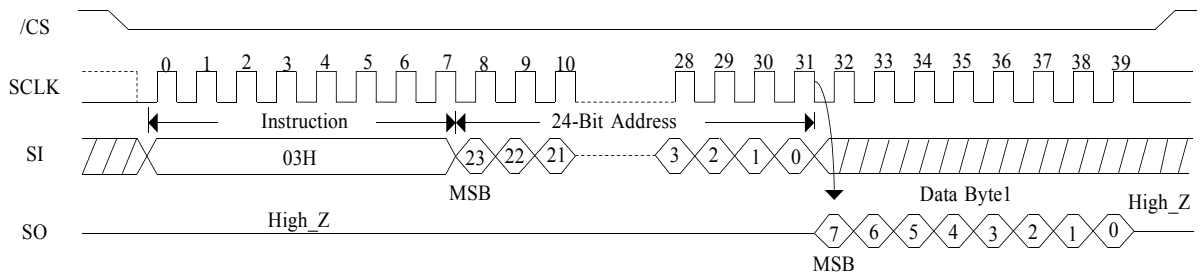 /CS
SCLK 0 1 2 3 4 5 6 7 8 9 10 28 29 30 31 32 33 34 35 36 37 38 39
Instruction 24-Bit Address
SI 03H 23 22 21 3 2 1 0
MSB Data Byte1 High_Z
High_Z
SO 7 6 5 4 3 2 1 0
MSB